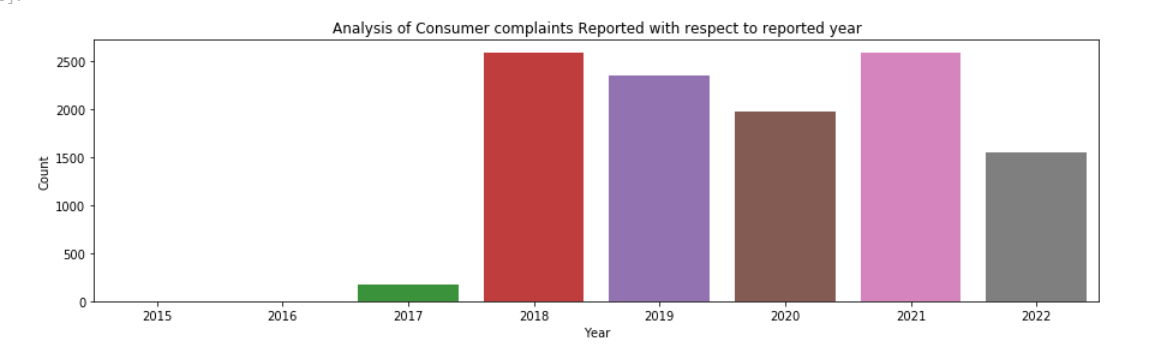 Analysis of Consumer complaints Reported with respect to reported year
2500
2000
1500
1000
500
0
Count
2015 2016 2017 2018 2019 2020 2021 2022
Year